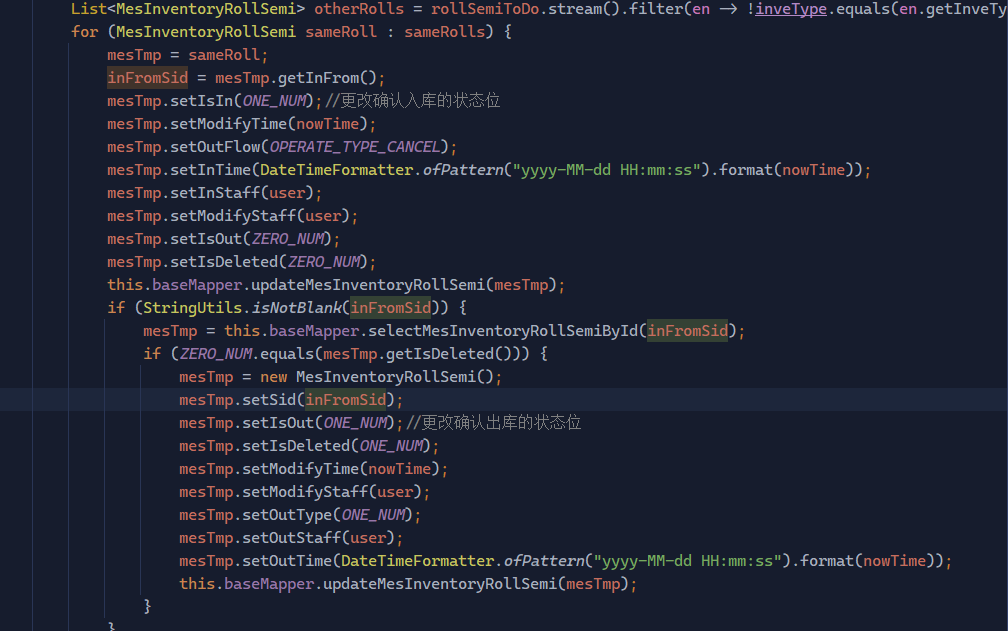 List<MesInventoryRollSemi> otherRolls = rollSemiToDo.stream().filter(en -> !inveType.equals(en.getInveTy
for (MesInventoryRollSemi sameRoll : sameRolls) {
mesTmp = sameRoll;
inFromSid = mesTmp.getInFrom();
mesTmp.setIsIn(ONE_NUM);//更改确认入库的状态位
mesTmp.setModifyTime(nowTime);
mesTmp.setOutFlow(OPERATE_TYPE_CANCEL);
mesTmp.setInTime(DateTimeFormatter.ofPattern("yyyy-MM-dd HH:mm:ss").format(nowTime));
mesTmp.setInStaff(user);
mesTmp.setModifyStaff(user);
mesTmp.setIsOut(ZERO_NUM);
mesTmp.setIsDeleted(ZERO_NUM);
this.baseMapper.updateMesInventoryRollSemi(mesTmp);
if (StringUtils.isNotBlank(inFromSid)) {
mesTmp = this.baseMapper.selectMesInventoryRollSemiById(inFromSid);
if (ZERO_NUM.equals(mesTmp.getIsDeleted())) {
mesTmp = new MesInventoryRollSemi();
mesTmp.setSid(inFromSid);
mesTmp.setIsOut(ONE_NUM);//更改确认出库的状态位
mesTmp.setIsDeleted(ONE_NUM);
mesTmp.setModifyTime(nowTime);
mesTmp.setModifyStaff(user);
mesTmp.setOutType(ONE_NUM);
mesTmp.setOutStaff(user);
mesTmp.setOutTime(DateTimeFormatter.ofPattern("yyyy-MM-dd HH:mm:ss").format(nowTime));
this.baseMapper.updateMesInventoryRollSemi(mesTmp);
}
}